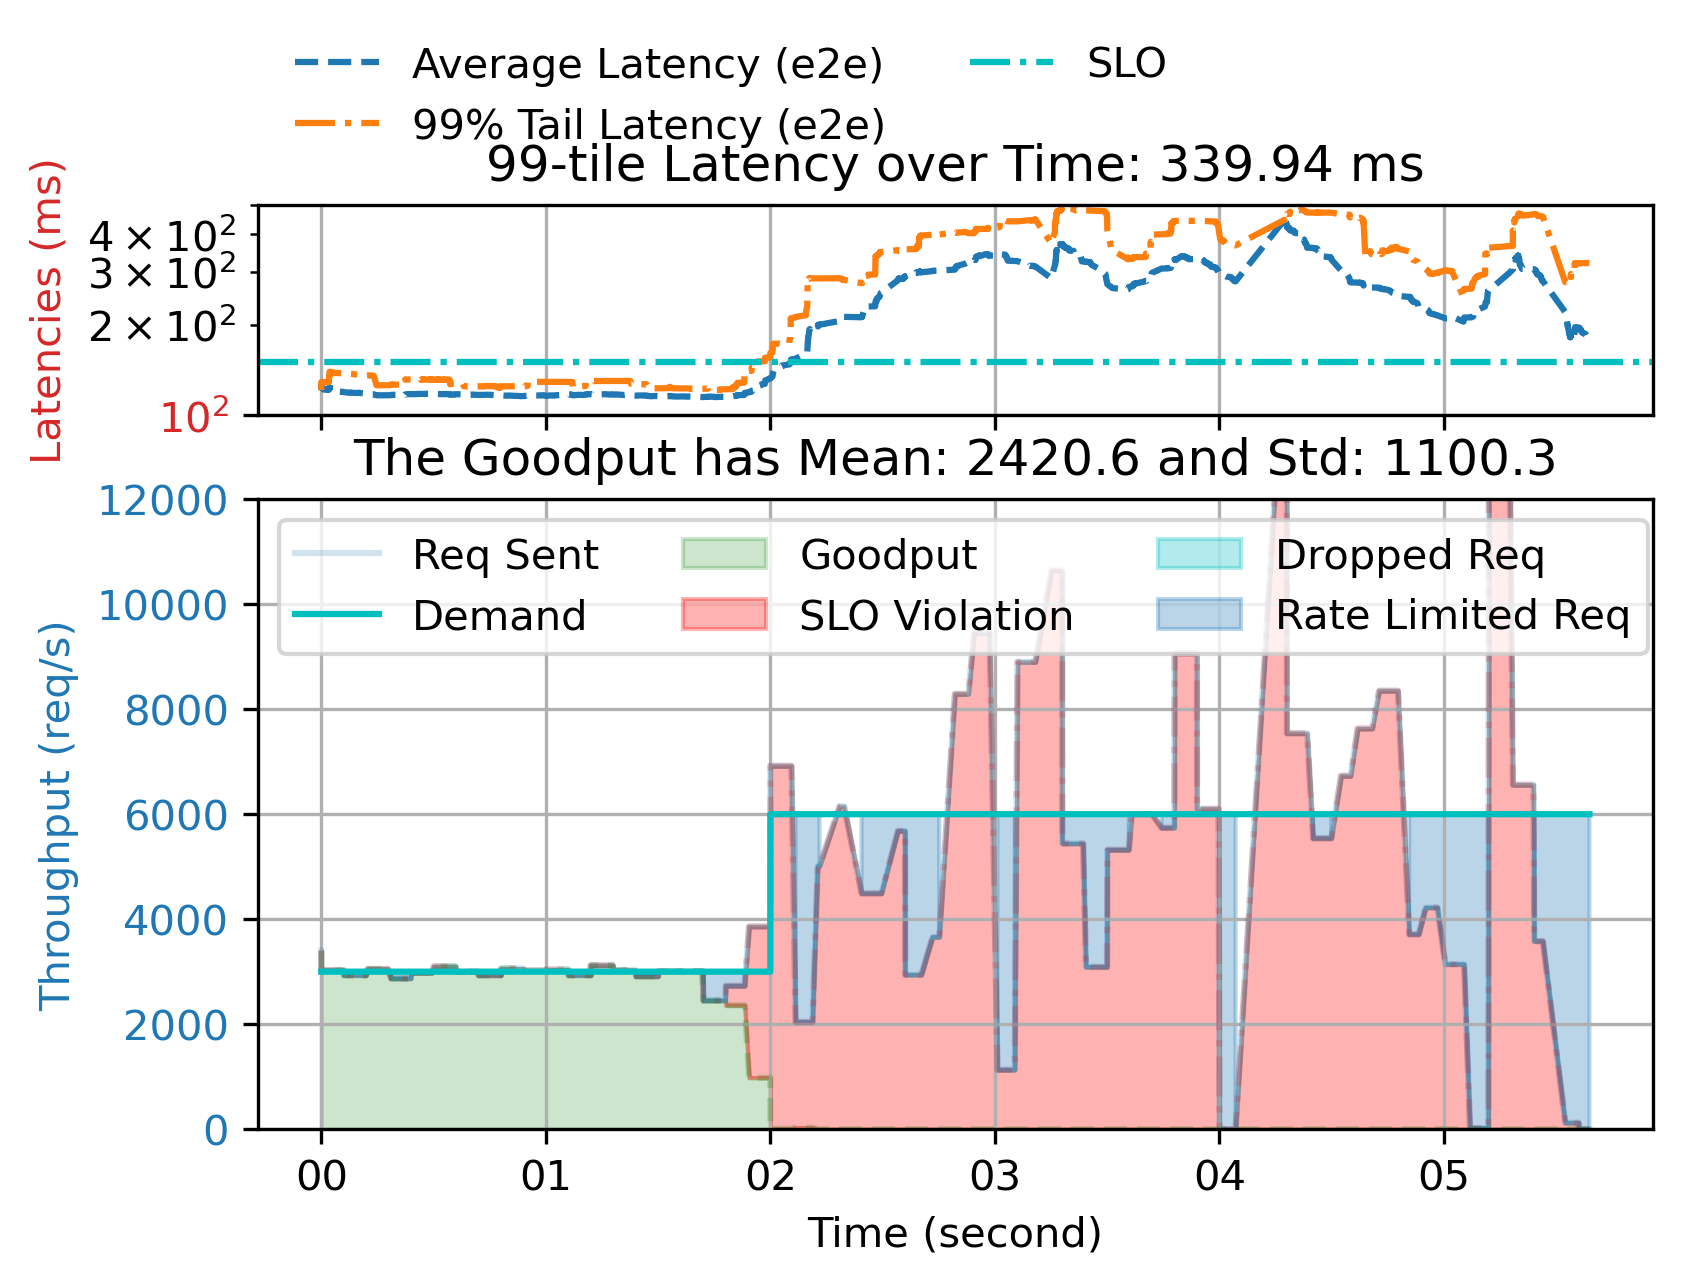 Average Latency (e2e)
SLO
99% Tail Latency (e2e)
99-tile Latency over Time: 339.94 ms
Latencies (ms)
4 × 10²
3 × 10²
2 × 10²
10²
The Goodput has Mean: 2420.6 and Std: 1100.3
Throughput (req/s)
12000
10000
8000
6000
4000
2000
0
Req Sent
Goodput
Dropped Req
Demand
SLO Violation
Rate Limited Req
00 01 02 03 04 05
Time (second)